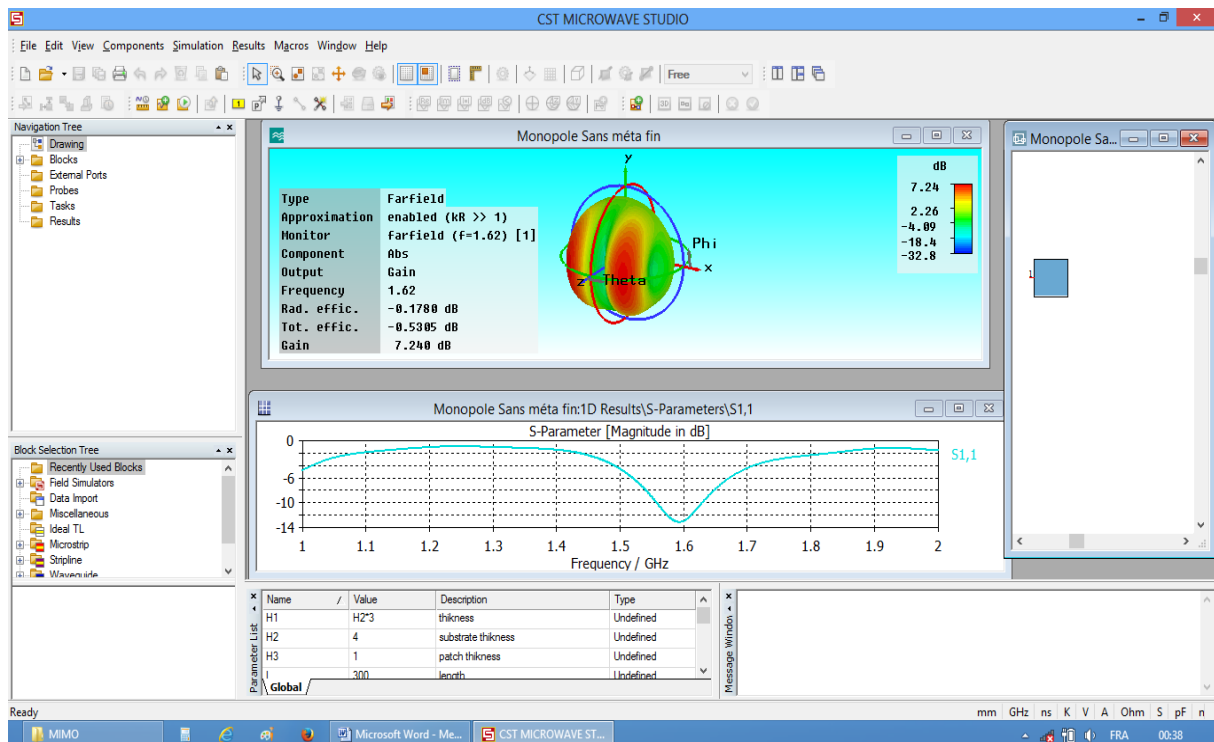 CST MICROWAVE STUDIO
File Edit View Components Simulation Results Macros Window Help
Free
Navigation Tree
Drawing
Blocks
External Ports
Probes
Tasks
Results
Monopole Sans méta fin
Type Farfield
Approximation enabled (kR >> 1)
Monitor farfield (f=1.62) [1]
Component Abs
Output Gain
Frequency 1.62
Rad. effic. -0.1780 dB
Tot. effic. -0.5305 dB
Gain 7.240 dB
y
Phi
x
z
Theta
dB
7.24
2.26
-4.09
-18.4
-32.8
Monopole Sa...
1
Monopole Sans méta fin:1D Results\S-Parameters\S1,1
S-Parameter [Magnitude in dB]
0
-6
-10
-14
S1,1
1 1.1 1.2 1.3 1.4 1.5 1.6 1.7 1.8 1.9 2
Frequency / GHz
Block Selection Tree
Recently Used Blocks
Field Simulators
Data Import
Miscellaneous
Ideal TL
Microstrip
Stripline
Waveguide
Parameter List
Name / Value Description Type
H1 H2*3 thikness Undefined
H2 4 substrate thikness Undefined
H3 1 patch thikness Undefined
300 length Undefined
Global
Message Window
Ready
mm GHz ns K V A Ohm S pF n
MIMO
Microsoft Word - Me...
CST MICROWAVE ST...
FRA 00:38